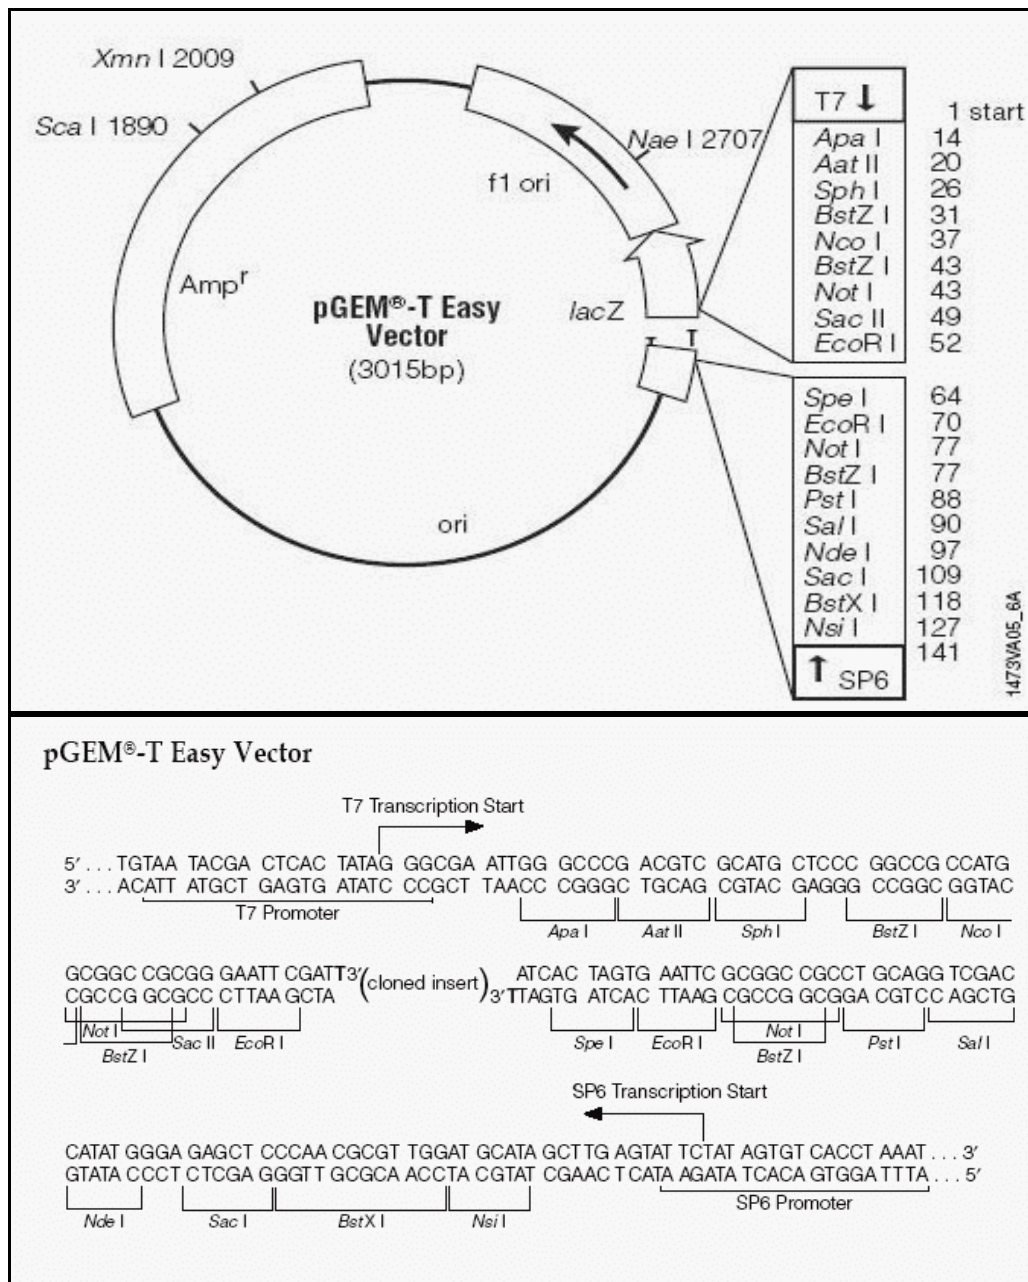 Xmn I 2009
Sca I 1890
Nae I 2707
f1 ori
Ampr
pGEM®-T Easy
Vector
(3015bp)
lacZ
T T
ori
T7 ↓
1 start
Apa I 14
Aat II 20
Sph I 26
BstZ I 31
Nco I 37
BstZ I 43
Not I 43
Sac II 49
EcoR I 52
Spe I 64
EcoR I 70
Not I 77
BstZ I 77
Pst I 88
Sal I 90
Nde I 97
Sac I 109
BstX I 118
Nsi I 127
141
↑ SP6
1473VA05_6A
pGEM®-T Easy Vector
T7 Transcription Start
5′ . . . TGTAA TACGA CTCAC TATAG GGCGA ATTGG GCCCG ACGTC GCATG CTCCC GGCCG CCATG
3′ . . . ACATT ATGCT GAGTG ATATC CCGCT TAACC CGGGC TGCAG CGTAC GAGGG CCGGC GGTAC
T7 Promoter
Apa I Aat II Sph I BstZ I Nco I
GCGGC CGCGG GAATT CGATT3′ (cloned insert) ATCAC TAGTG AATTC GCGGC CGCCT GCAGG TCGAC
CGCCG GCGCC CTTAA GCTA 3′TTAGTG ATCAC TTAAG CGCCG GCGGA CGTCC AGCTG
Not I BstZ I Sac II EcoR I Spe I EcoR I Not I BstZ I Pst I Sal I
SP6 Transcription Start
CATAT GGGA GAGCT CCCAA CGCGT TGGAT GCATA GCTTG AGTAT TCTAT AGTGT CACCT AAAT . . . 3′
GTATA CCCT CTCGAG GGTT GCGCA ACCTA CGTAT CGAAC TCATA AGATA TCACA GTGGA TTTA . . . 5′
SP6 Promoter
Nde I Sac I BstX I Nsi I